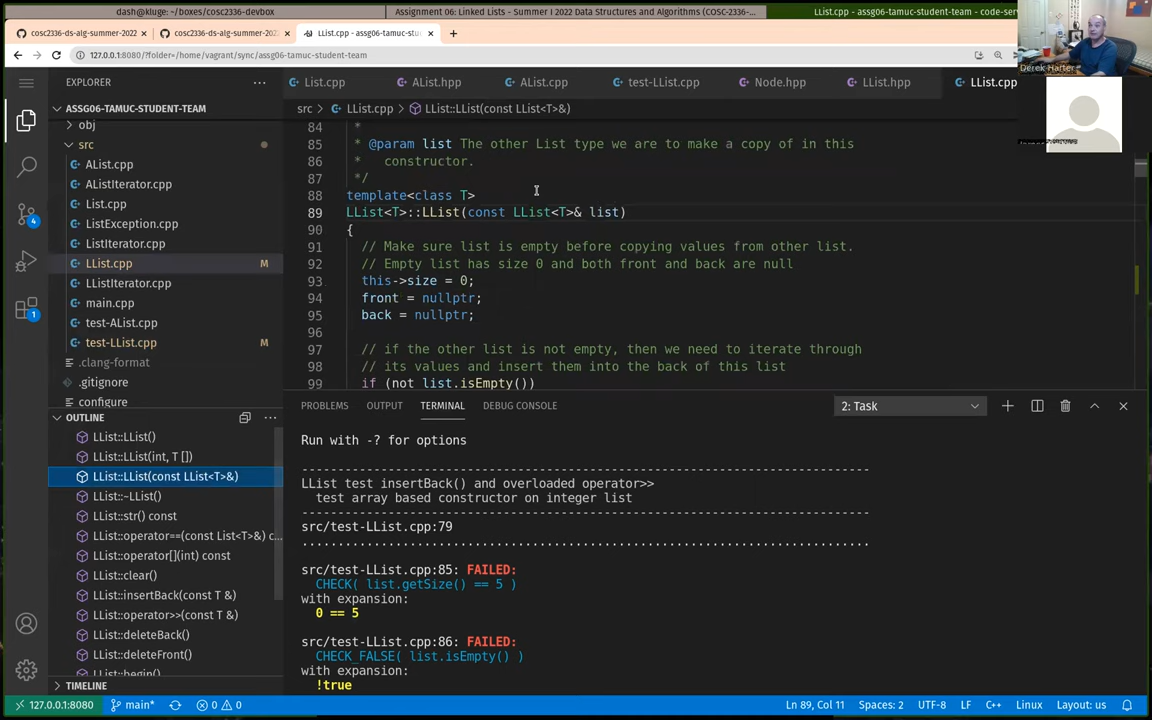 dash@kluge: ~/boxes/cosc2336-devbox
Assignment 06: Linked Lists - Summer I 2022 Data Structures and Algorithms (COSC-2336-...
LList.cpp - assg06-tamuc-student-team - code-serv
cosc2336-ds-alg-summer-2022
cosc2336-ds-alg-summer-202
LList.cpp - assg06-tamuc-stu
127.0.0.1:8080/?folder=/home/vagrant/sync/assg06-tamuc-student-team
Derek Harter
EXPLORER
List.cpp
AList.hpp
AList.cpp
test-LList.cpp
Node.hpp
LList.hpp
LList.cpp
ASSG06-TAMUC-STUDENT-TEAM
src > LList.cpp > LList::LList(const LList<T>&)
obj
src
AList.cpp
AListIterator.cpp
List.cpp
ListException.cpp
ListIterator.cpp
LList.cpp M
LListIterator.cpp
main.cpp
test-AList.cpp
test-LList.cpp M
.clang-format
.gitignore
configure
84 *
85 * @param list The other List type we are to make a copy of in this
86 *   constructor.
87 */
88 template<class T>
89 LList<T>::LList(const LList<T>& list)
90 {
91   // Make sure list is empty before copying values from other list.
92   // Empty list has size 0 and both front and back are null
93   this->size = 0;
94   front = nullptr;
95   back = nullptr;
96
97   // if the other list is not empty, then we need to iterate through
98   // its values and insert them into the back of this list
99   if (not list.isEmpty())
OUTLINE
LList::LList()
LList::LList(int, T [])
LList::LList(const LList<T>&)
LList::~LList()
LList::str() const
LList::operator==(const List<T>&) c...
LList::operator[](int) const
LList::clear()
LList::insertBack(const T &)
LList::operator>>(const T &)
LList::deleteBack()
LList::deleteFront()
LList::begin()
TIMELINE
PROBLEMS OUTPUT TERMINAL DEBUG CONSOLE
2: Task
Run with -? for options
-------------------------------------------------------------------------------
LList test insertBack() and overloaded operator>>
  test array based constructor on integer list
-------------------------------------------------------------------------------
src/test-LList.cpp:79
...............................................................................
src/test-LList.cpp:85: FAILED:
  CHECK( list.getSize() == 5 )
with expansion:
  0 == 5
src/test-LList.cpp:86: FAILED:
  CHECK_FALSE( list.isEmpty() )
with expansion:
  !true
4
1
127.0.0.1:8080 main* 0 0 Ln 89, Col 11 Spaces: 2 UTF-8 LF C++ Linux Layout: us